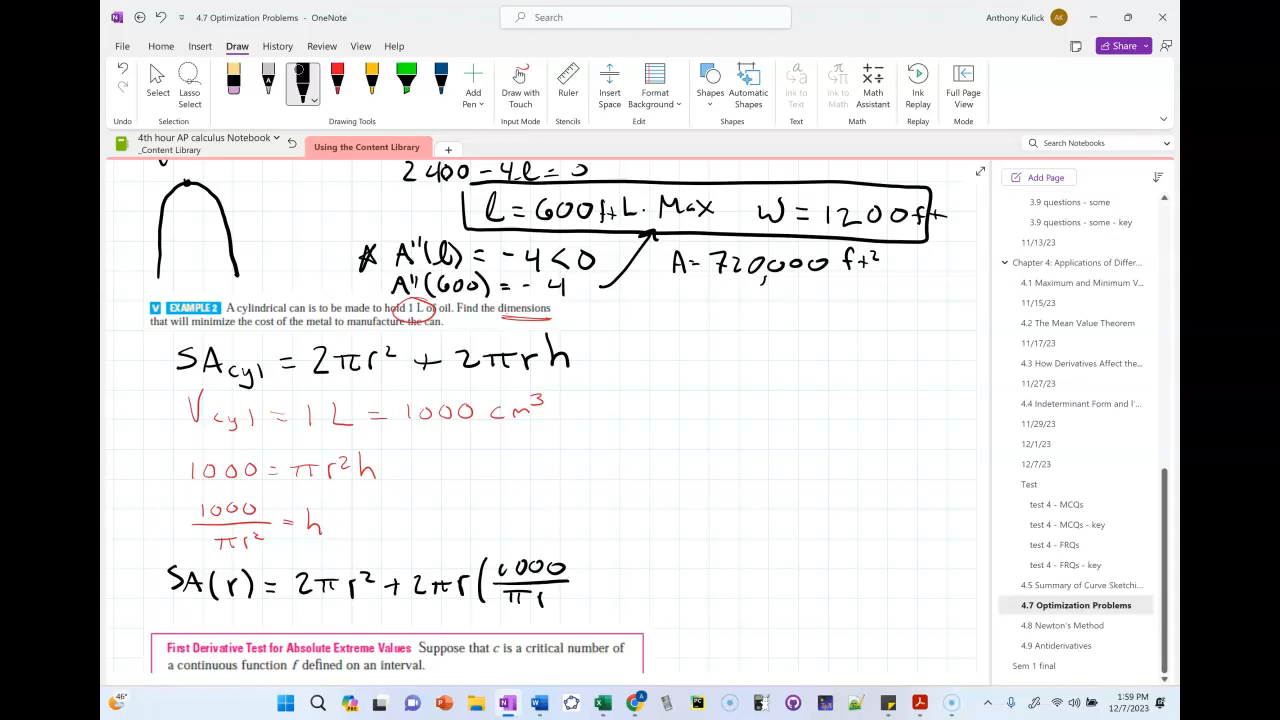 4.7 Optimization Problems - OneNote
Search
Anthony Kulick
AK
File Home Insert Draw History Review View Help
Share
Undo
Select
Lasso Select
Add Pen
Draw with Touch
Ruler
Insert Space
Format Background
Shapes
Automatic Shapes
Ink to Text
Ink to Math
Math Assistant
Ink Replay
Full Page View
Undo Selection Drawing Tools Input Mode Stencils Edit Shapes Text Math Replay Mode
4th hour AP calculus Notebook
_Content Library
Using the Content Library
Search Notebooks
2400 - 4l = 0
l = 600ft L. Max w = 1200ft
A''(l) = -4 < 0
A = 720,000 ft²
A''(600) = -4
V EXAMPLE 2 A cylindrical can is to be made to hold 1 L of oil. Find the dimensions
that will minimize the cost of the metal to manufacture the can.
SA cyl = 2πr² + 2πrh
V cyl = 1 L = 1000 cm³
1000 = πr²h
1000/πr² = h
SA(r) = 2πr² + 2πr(1000/πr
First Derivative Test for Absolute Extreme Values Suppose that c is a critical number of
a continuous function f defined on an interval.
Add Page
3.9 questions - some
3.9 questions - some - key
11/13/23
Chapter 4: Applications of Differ...
4.1 Maximum and Minimum V...
11/15/23
4.2 The Mean Value Theorem
11/17/23
4.3 How Derivatives Affect the...
11/27/23
4.4 Indeterminant Form and l'...
11/29/23
12/1/23
12/7/23
Test
test 4 - MCQs
test 4 - MCQs - key
test 4 - FRQs
test 4 - FRQs - key
4.5 Summary of Curve Sketchi...
4.7 Optimization Problems
4.8 Newton's Method
4.9 Antiderivatives
Sem 1 final
46°
1:59 PM
12/7/2023